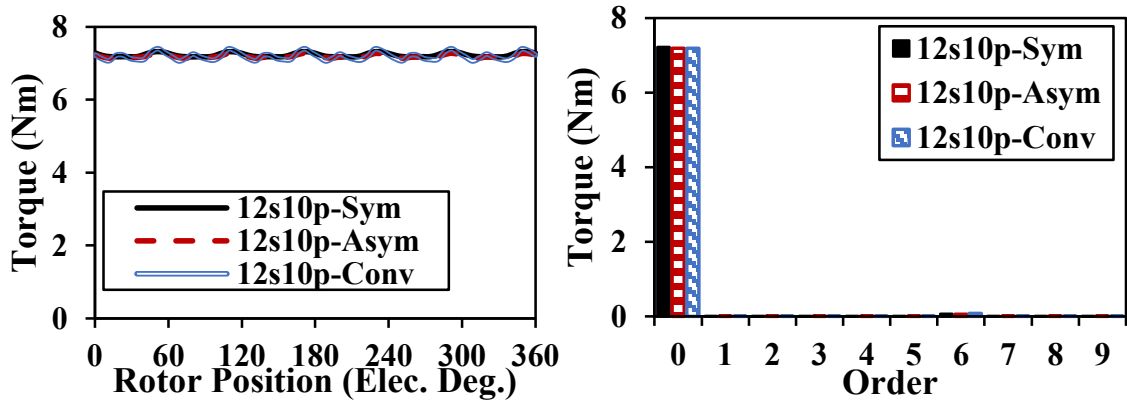 8
6
4
2
0
Torque (Nm)
12s10p-Sym
12s10p-Asym
12s10p-Conv
0 60 120 180 240 300 360
Rotor Position (Elec. Deg.)
8
6
4
2
0
Torque (Nm)
12s10p-Sym
12s10p-Asym
12s10p-Conv
0 1 2 3 4 5 6 7 8 9
Order